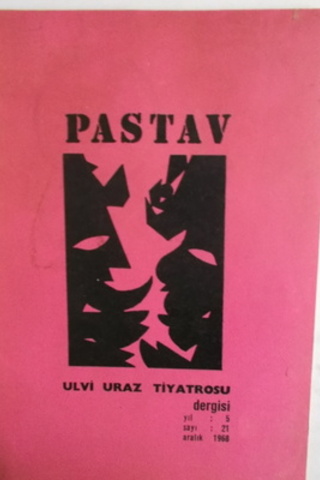 PASTAV
ULVİ URAZ TİYATROSU
dergisi
yıl : 5
sayı : 21
aralık 1968